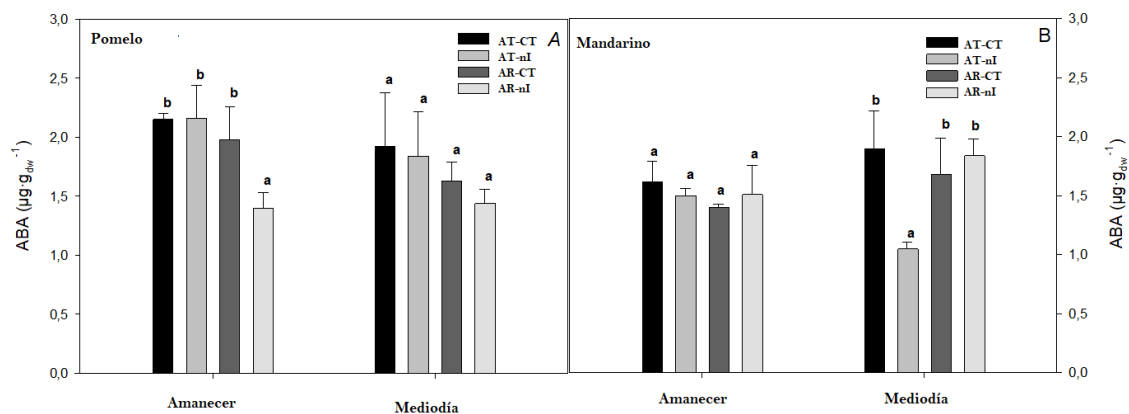 3,0
2,5
2,0
1,5
1,0
0,5
0,0
ABA (µg·g_dw^-1)
Pomelo
A
AT-CT
AT-nI
AR-CT
AR-nI
b
b
b
a
a
a
a
a
Amanecer
Mediodía
Mandarino
B
AT-CT
AT-nI
AR-CT
AR-nI
a
a
a
a
b
a
b
b
Amanecer
Mediodía
3,0
2,5
2,0
1,5
1,0
0,5
0,0
ABA (µg·g_dw^-1)